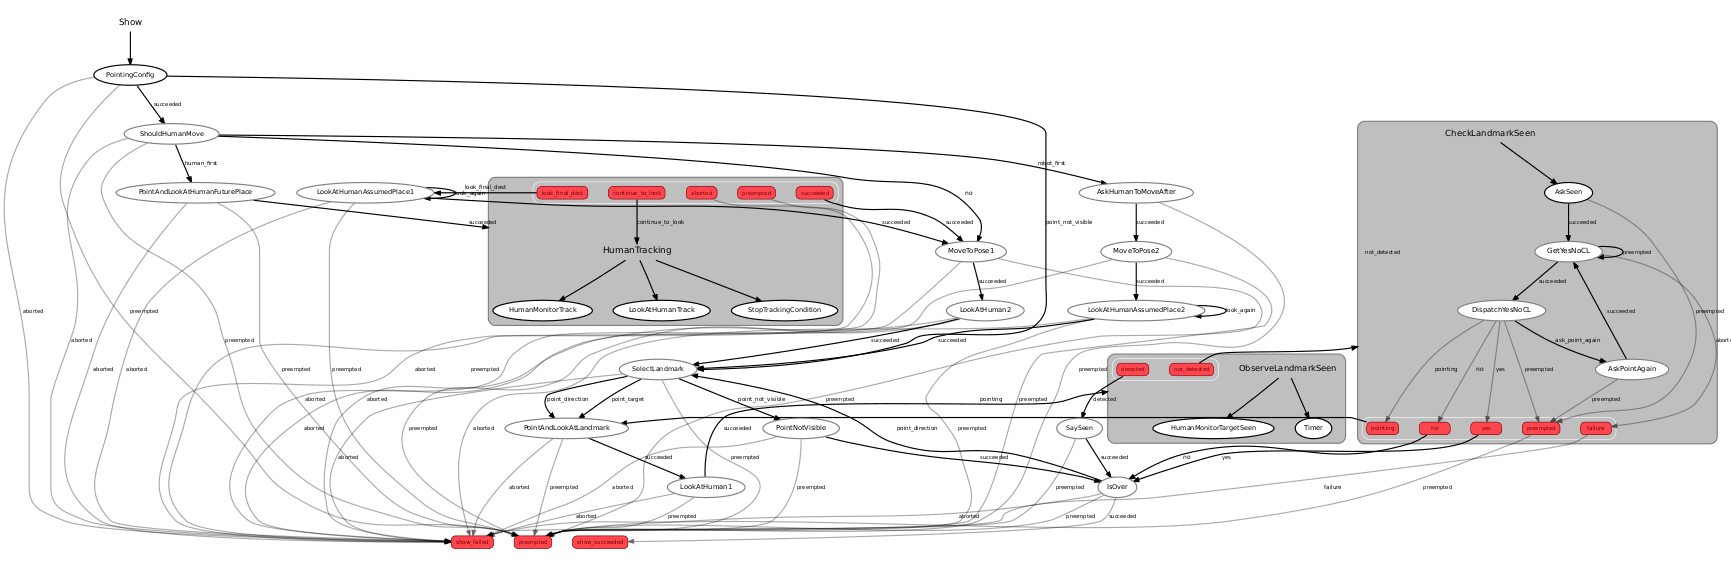 Show
PointingConfig
succeeded
ShouldHumanMove
CheckLandmarkSeen
human_first
robot_first
no
PointAndLookAtHumanFuturePlace
LookAtHumanAssumedPlace1
look_final_dest
look_again
look_final_dest
continue_to_look
aborted
preempted
succeeded
AskHumanToMoveAfter
AskSeen
succeeded
continue_to_look
succeeded
succeeded
point_not_visible
succeeded
succeeded
HumanTracking
MoveToPose1
MoveToPose2
not_detected
GetYesNoCL
preempted
succeeded
succeeded
succeeded
HumanMonitorTrack
LookAtHumanTrack
StopTrackingCondition
LookAtHuman2
LookAtHumanAssumedPlace2
look_again
DispatchYesNoCL
succeeded
aborted
preempted
preempted
succeeded
succeeded
ask_point_again
aborted
preempted
aborted
aborted
preempted
preempted
aborted
preempted
preempted
SelectLandmark
detected
not_detected
ObserveLandmarkSeen
pointing
no
yes
preempted
AskPointAgain
aborted
aborted
point_direction
point_target
point_not_visible
preempted
preempted
pointing
detected
preempted
aborted
preempted
aborted
PointAndLookAtLandmark
PointNotVisible
point_direction
SaySeen
HumanMonitorTargetSeen
Timer
pointing
no
yes
preempted
failure
aborted
succeeded
preempted
succeeded
preempted
succeeded
succeeded
no
yes
aborted
preempted
aborted
LookAtHuman1
preempted
preempted
IsOver
failure
preempted
aborted
preempted
aborted
preempted
succeeded
show_failed
preempted
show_succeeded